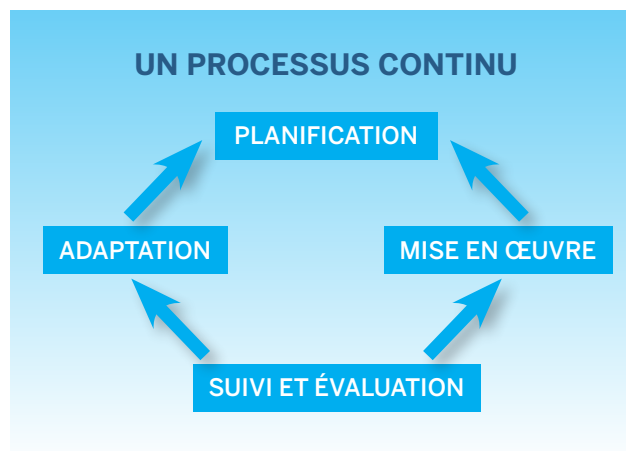 UN PROCESSUS CONTINU
PLANIFICATION
ADAPTATION
MISE EN ŒUVRE
SUIVI ET ÉVALUATION